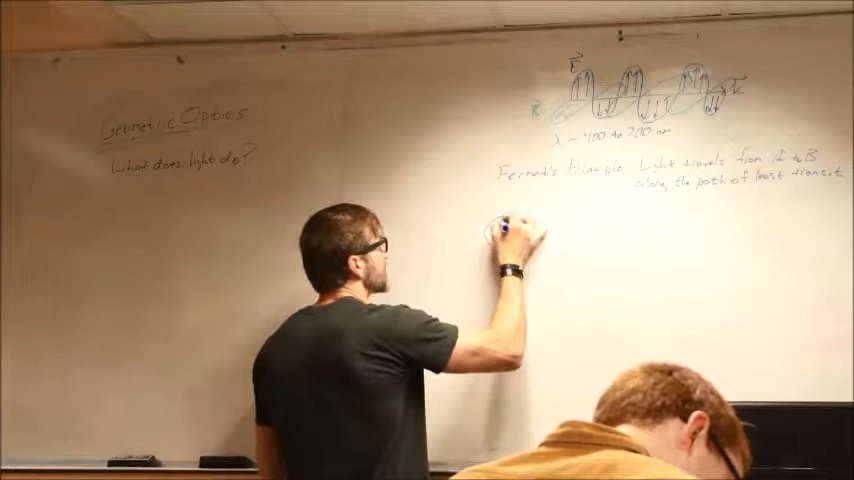 Geometric Optics
What does light do?
E
B
k
λ ~ 400 to 700 nm
Fermat's Principle Light travels from A to B
along the path of least transit